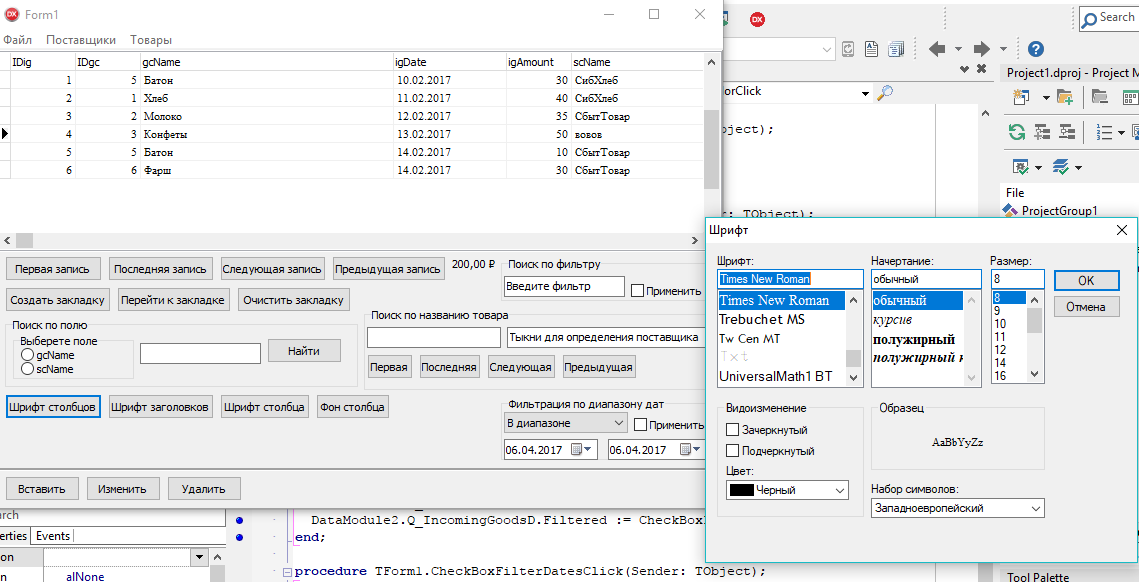 DX Form1
Файл Поставщики Товары
IDig IDgc gcName igDate igAmount scName
1 5 Батон 10.02.2017 30 СибХлеб
2 1 Хлеб 11.02.2017 40 СибХлеб
3 2 Молоко 12.02.2017 35 СбытТовар
4 3 Конфеты 13.02.2017 50 вовов
5 5 Батон 14.02.2017 10 СбытТовар
6 6 Фарш 14.02.2017 30 СбытТовар
Первая запись Последняя запись Следующая запись Предыдущая запись 200,00 ₽
Поиск по фильтру
Введите фильтр Применить
Создать закладку Перейти к закладке Очистить закладку
Поиск по полю
Выберете поле
gcName
scName
Найти
Поиск по названию товара
Тыкни для определения поставщика
Первая Последняя Следующая Предыдущая
Шрифт столбцов Шрифт заголовков Шрифт столбца Фон столбца
Фильтрация по диапазону дат
В диапазоне Применить
06.04.2017 06.04.2017
Вставить Изменить Удалить
DX
Search
Project1.dproj - Project M
orClick
oject);
r: TObject);
File
ProjectGroup1
Шрифт
Шрифт: Начертание: Размер:
Times New Roman обычный 8
Times New Roman обычный 8
Trebuchet MS курсив 9
Tw Cen MT полужирный 10
Txt полужирный к 11
UniversalMath1 BT 12
14
16
ОК
Отмена
Видоизменение
Зачеркнутый
Подчеркнутый
Цвет:
Черный
Образец
AaBbYyZz
Набор символов:
Западноевропейский
rch
erties Events
on
n alNone
DataModule2.Q_IncomingGoodsD.Filtered := CheckBox
end;
procedure TForm1.CheckBoxFilterDatesClick(Sender: TObject);
Tool Palette